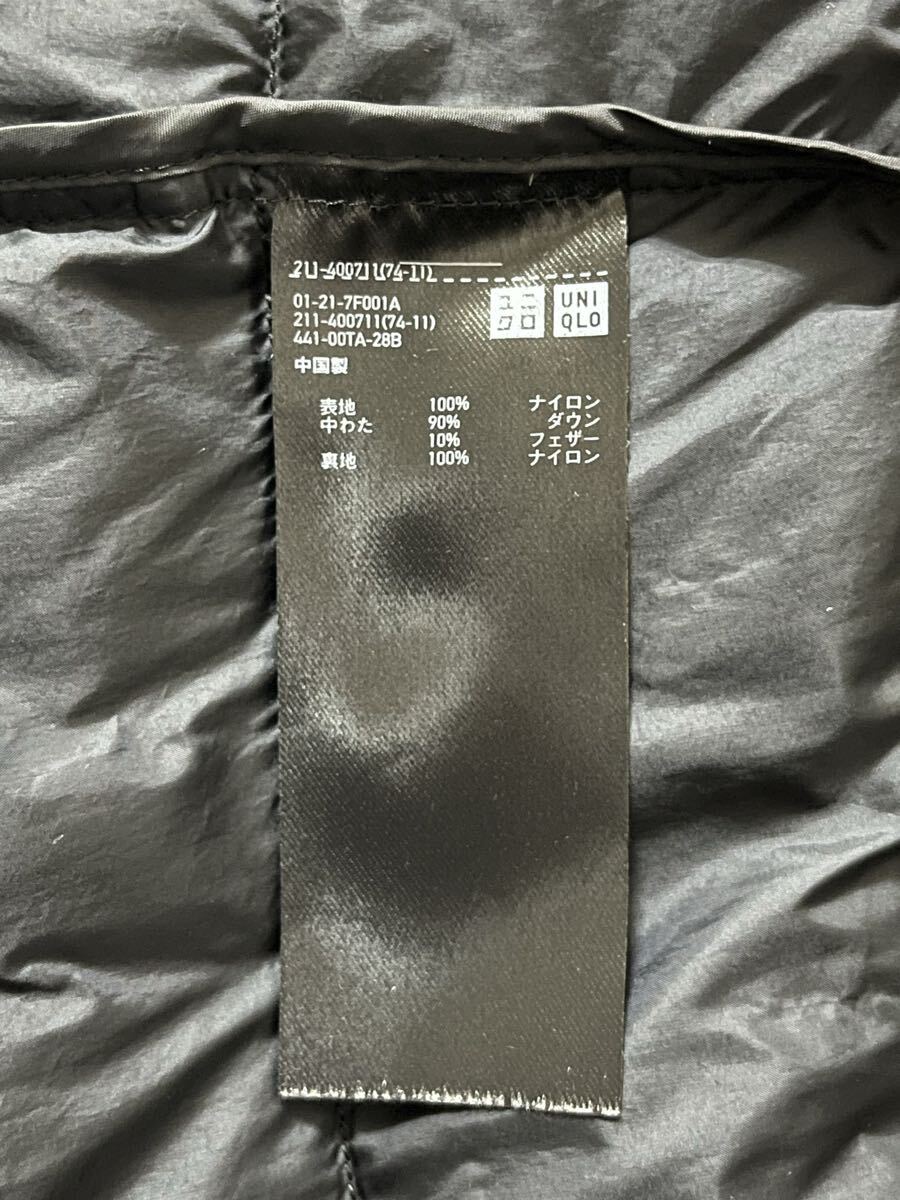 211-400711(74-11)
01-21-7F001A
211-400711(74-11)
441-00TA-28B
中国製
ユニ
クロ
UNI
QLO
表地 100% ナイロン
中わた 90% ダウン
10% フェザー
裏地 100% ナイロン